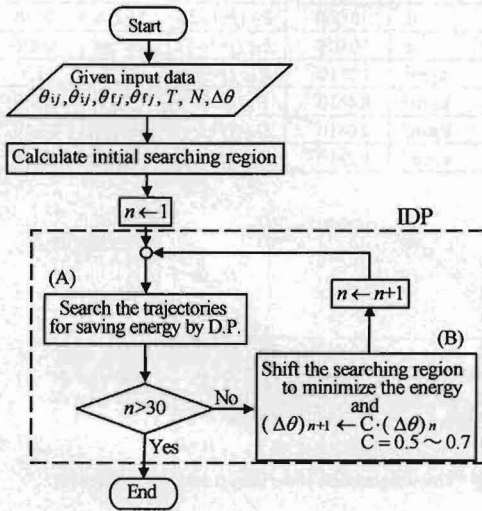 Start
Given input data
θij, θ̇ij, θfj, θ̇fj, T, N, Δθ
Calculate initial searching region
n ← 1
IDP
(A)
Search the trajectories
for saving energy by D.P.
n ← n+1
(B)
Shift the searching region
to minimize the energy
and
(Δθ)n+1 ← C·(Δθ)n
C = 0.5 ~ 0.7
n>30
No
Yes
End